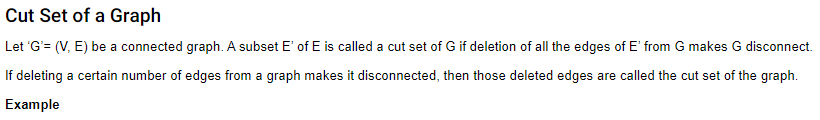 Cut Set of a Graph
Let ‘G’= (V, E) be a connected graph. A subset E’ of E is called a cut set of G if deletion of all the edges of E’ from G makes G disconnect.
If deleting a certain number of edges from a graph makes it disconnected, then those deleted edges are called the cut set of the graph.
Example